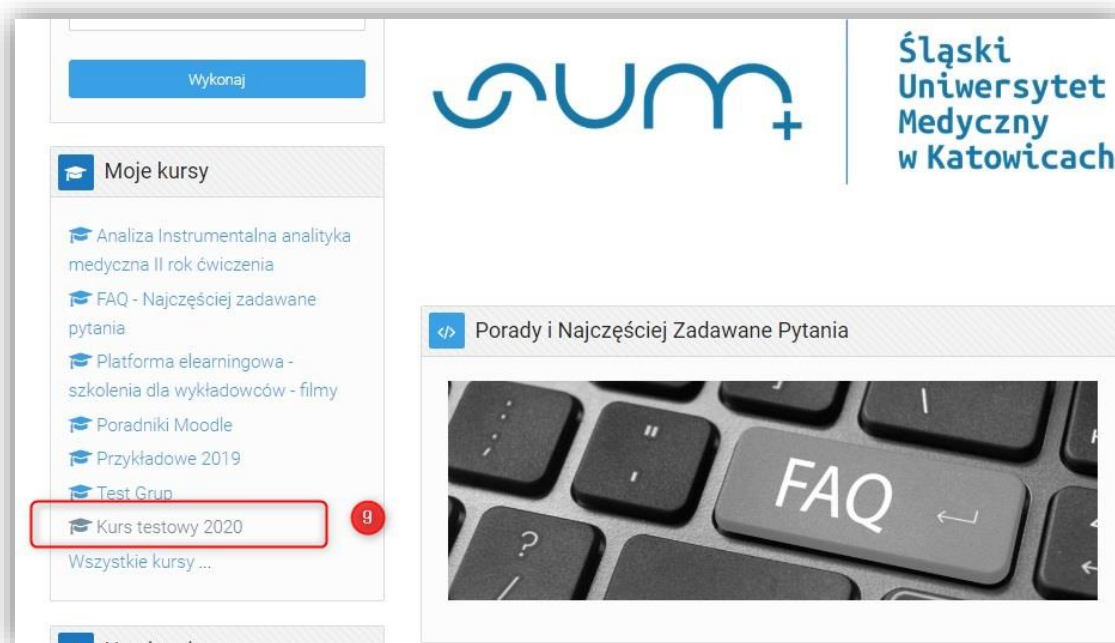 Wykonaj
sum
Śląski
Uniwersytet
Medyczny
w Katowicach
Moje kursy
Analiza Instrumentalna analityka
medyczna II rok ćwiczenia
FAQ - Najczęściej zadawane
pytania
Platforma elearningowa -
szkolenia dla wykładowców - filmy
Poradniki Moodle
Przykładowe 2019
Test Grup
Kurs testowy 2020
9
Wszystkie kursy ...
Porady i Najczęściej Zadawane Pytania
FAQ